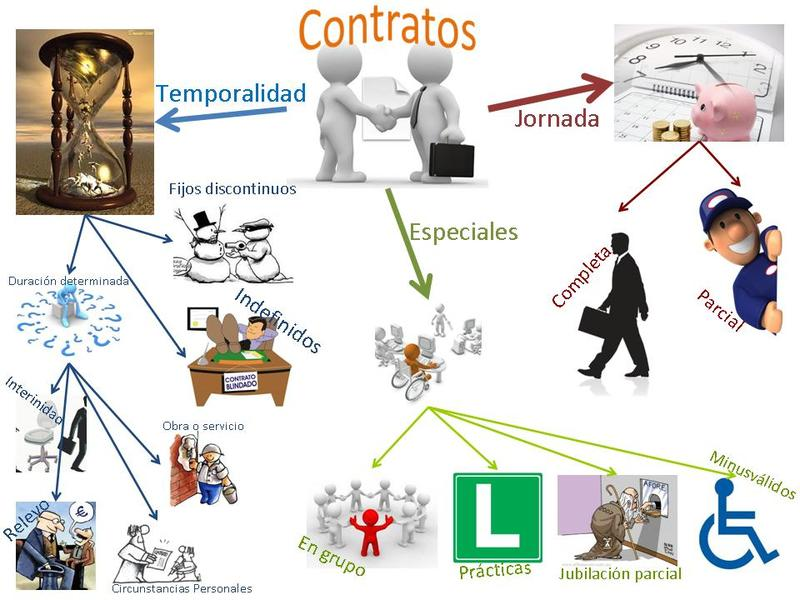 Contratos
Temporalidad
Jornada
Fijos discontinuos
Especiales
Duración determinada
Indefinidos
CONTRATO
BLINDADO
Completa
Parcial
Interinidad
Obra o servicio
Relevo
€
Circunstancias Personales
En grupo
L
Prácticas
AFORE
Jubilación parcial
Minusválidos